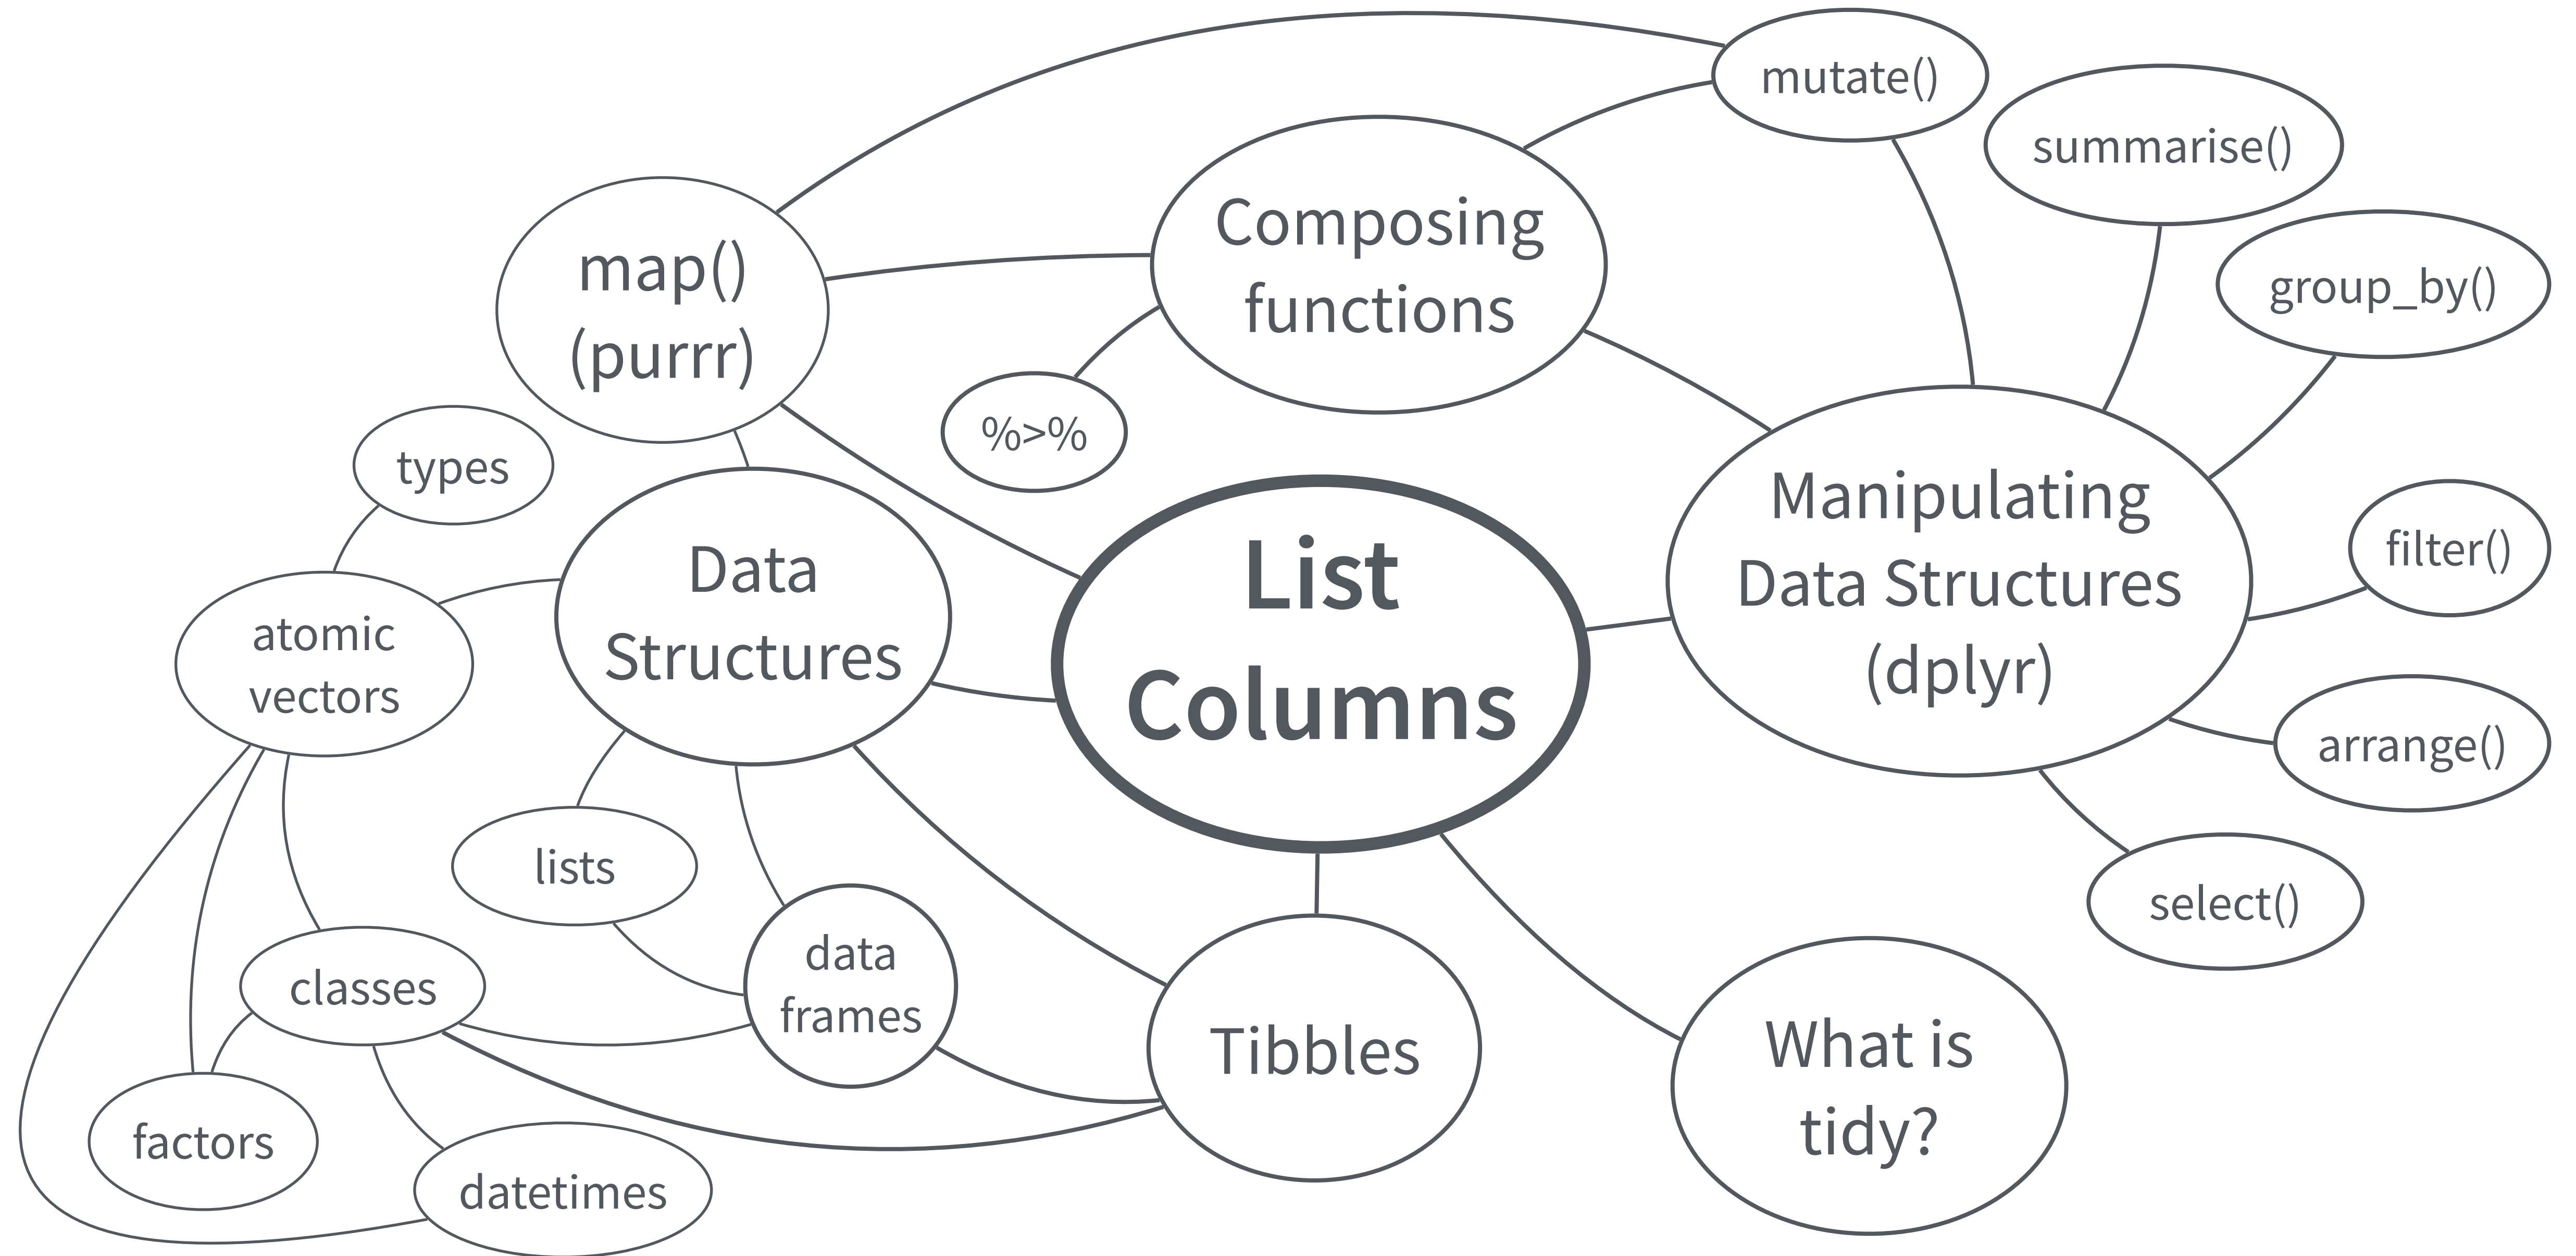 mutate()
summarise()
Composing
functions
map()
(purrr)
group_by()
%>%
types
Manipulating
Data Structures
(dplyr)
filter()
Data
Structures
List
Columns
atomic
vectors
arrange()
lists
select()
data
frames
classes
Tibbles
What is
tidy?
factors
datetimes